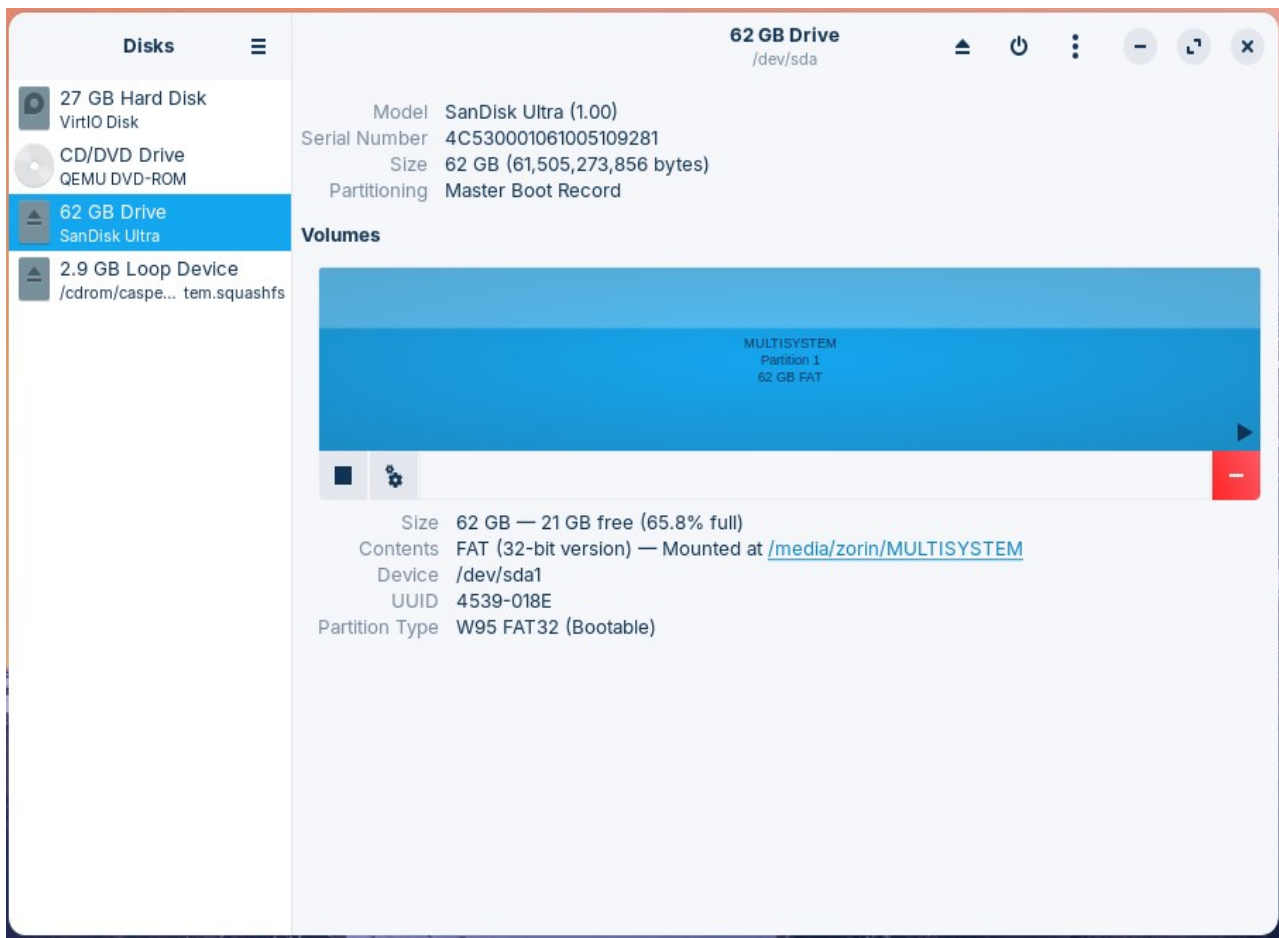 Disks
27 GB Hard Disk
VirtIO Disk
CD/DVD Drive
QEMU DVD-ROM
62 GB Drive
SanDisk Ultra
2.9 GB Loop Device
/cdrom/caspe... tem.squashfs
62 GB Drive
/dev/sda
Model SanDisk Ultra (1.00)
Serial Number 4C530001061005109281
Size 62 GB (61,505,273,856 bytes)
Partitioning Master Boot Record
Volumes
MULTISYSTEM
Partition 1
62 GB FAT
Size 62 GB — 21 GB free (65.8% full)
Contents FAT (32-bit version) — Mounted at /media/zorin/MULTISYSTEM
Device /dev/sda1
UUID 4539-018E
Partition Type W95 FAT32 (Bootable)